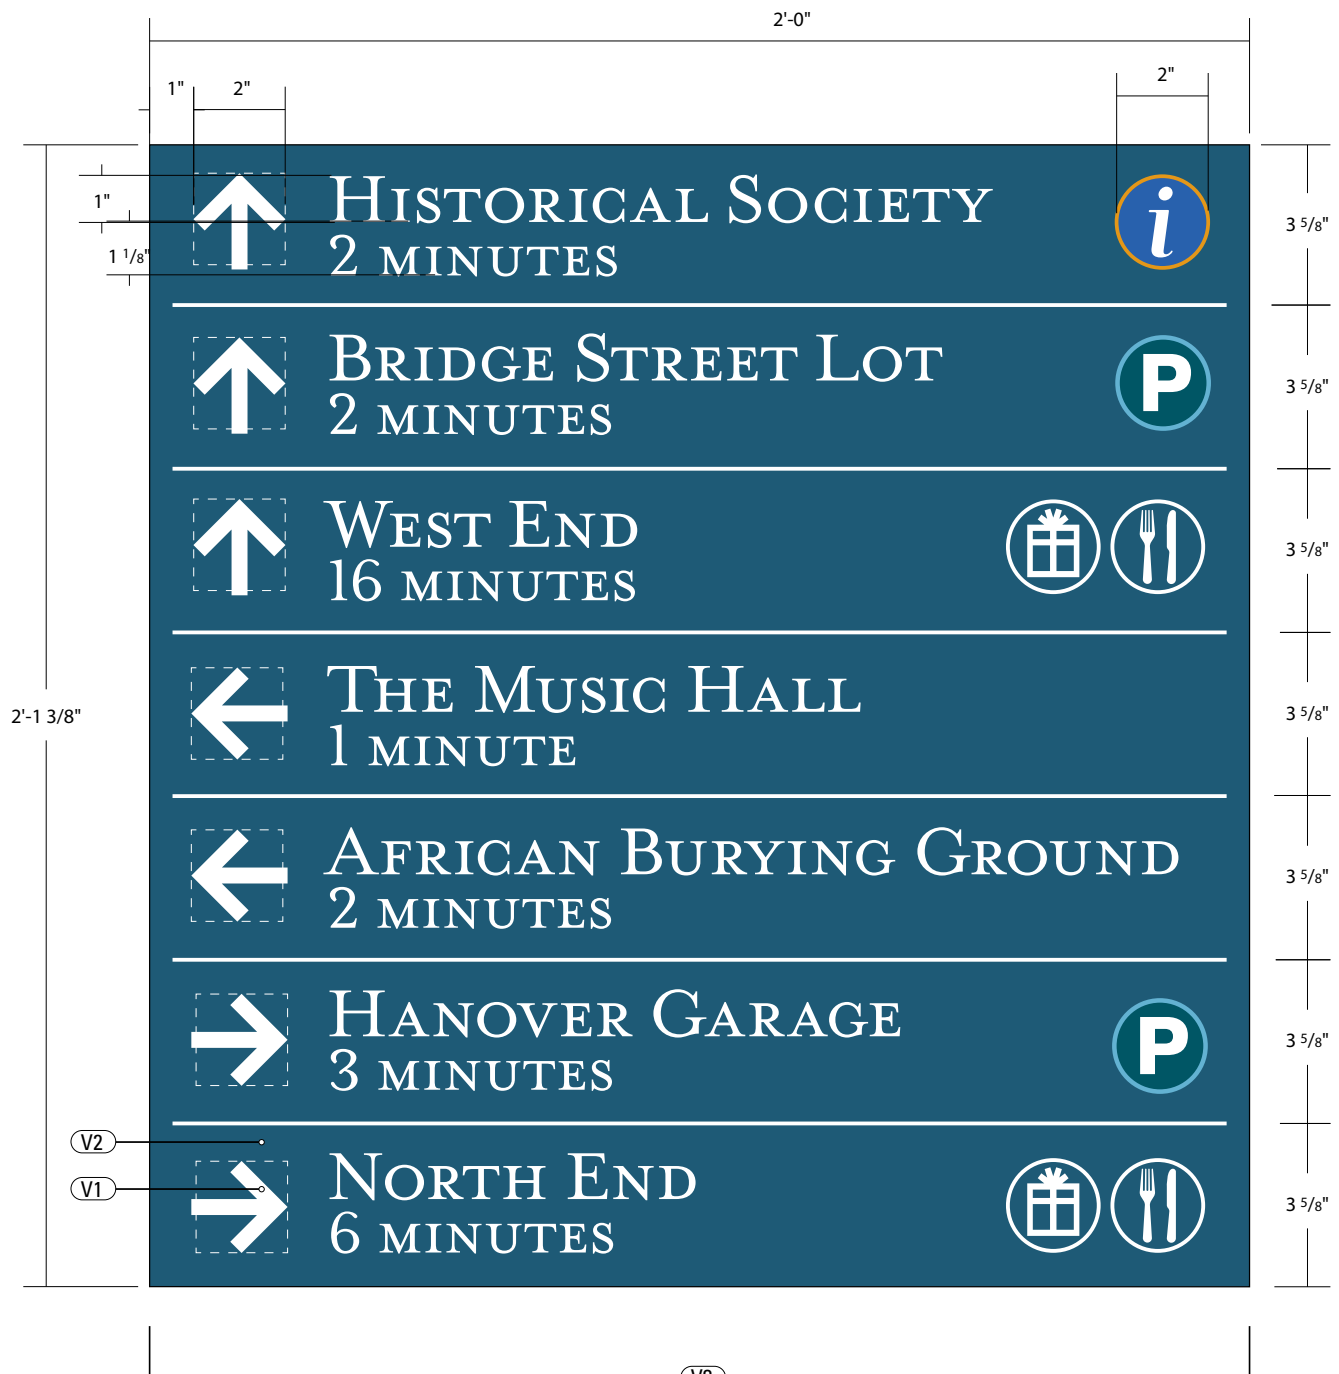 2'-0"
1" 2" 2"
Historical Society
2 minutes
i
1"
1 1/8"
3 5/8"
Bridge Street Lot
2 minutes
P
3 5/8"
West End
16 minutes
3 5/8"
The Music Hall
1 minute
2'-1 3/8"
3 5/8"
African Burying Ground
2 minutes
3 5/8"
Hanover Garage
3 minutes
P
3 5/8"
V2
V1
North End
6 minutes
3 5/8"